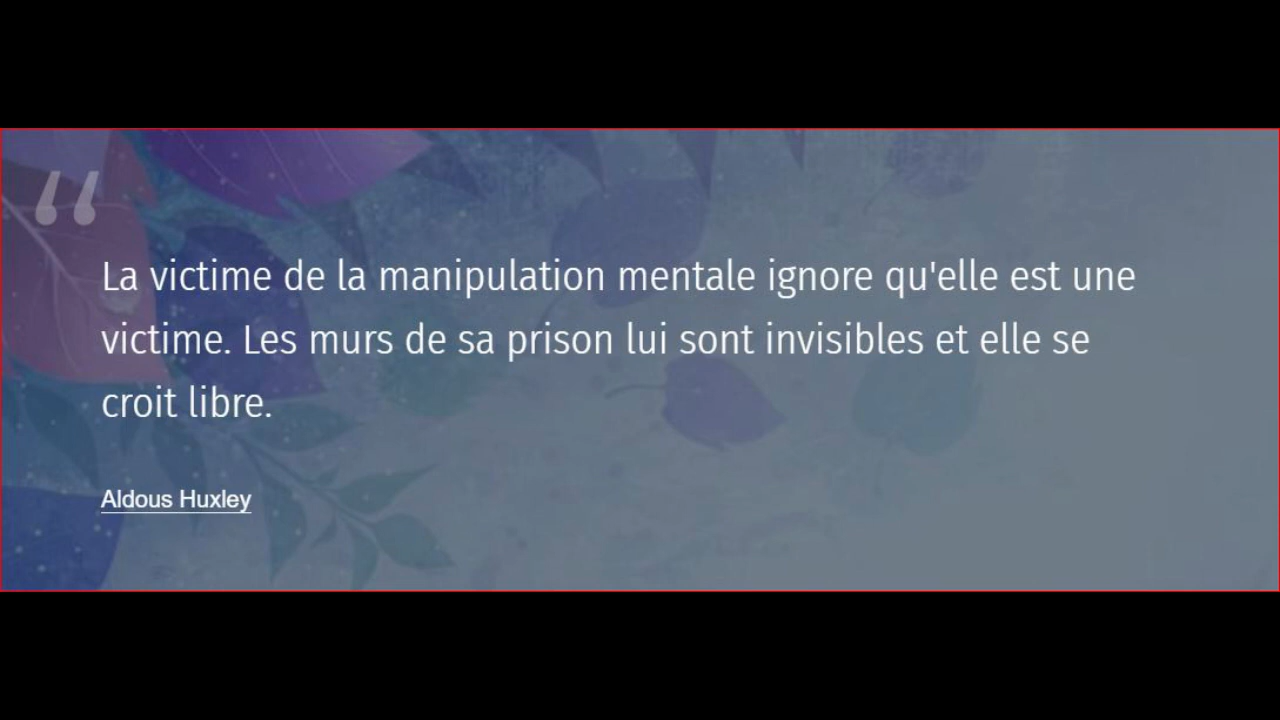 “
La victime de la manipulation mentale ignore qu'elle est une
victime. Les murs de sa prison lui sont invisibles et elle se
croit libre.
Aldous Huxley